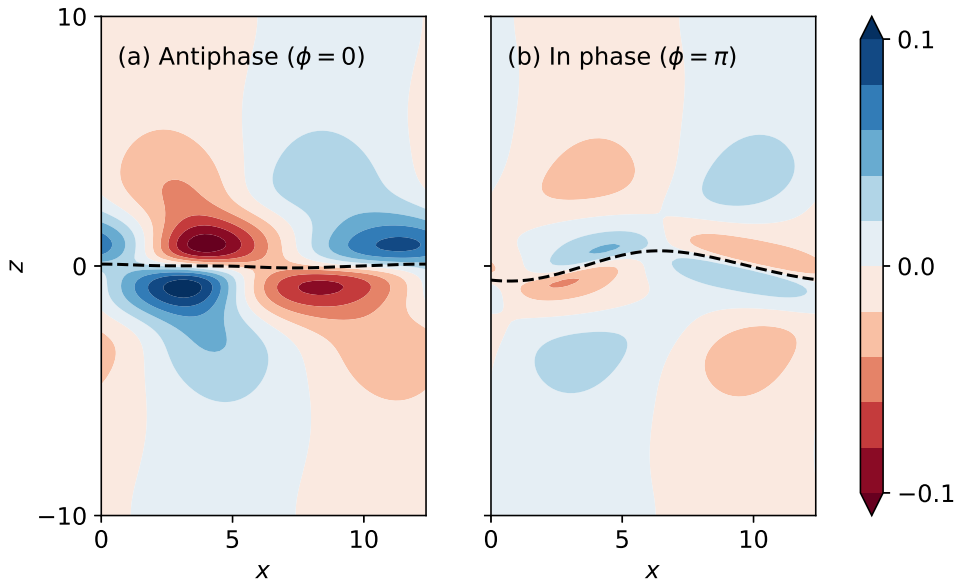 (a) Antiphase (ϕ = 0)
(b) In phase (ϕ = π)
10
0
−10
z
0
5
10
x
0
5
10
x
0.1
0.0
−0.1